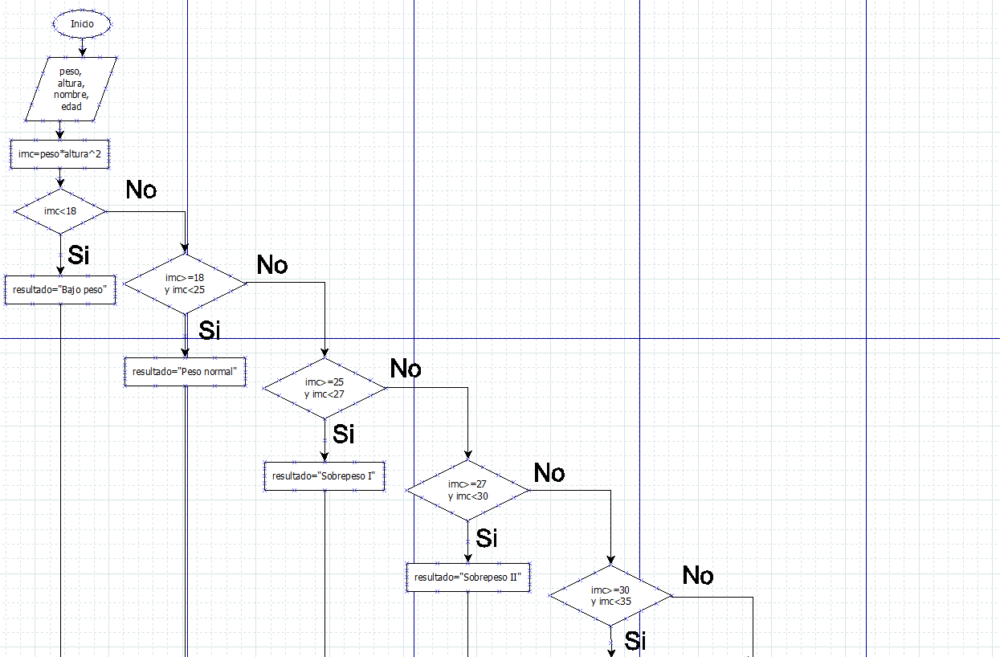 Inicio
peso,
altura,
nombre,
edad
imc=peso*altura^2
No
imc<18
Si
resultado="Bajo peso"
No
imc>=18
y imc<25
Si
resultado="Peso normal"
No
imc>=25
y imc<27
Si
resultado="Sobrepeso I"
No
imc>=27
y imc<30
Si
resultado="Sobrepeso II"
No
imc>=30
y imc<35
Si